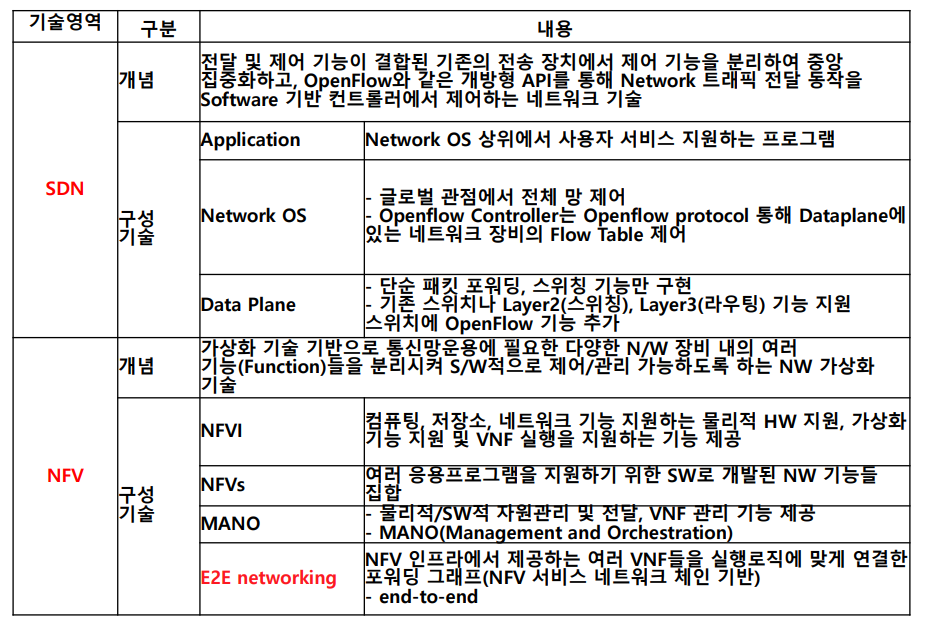 기술영역 구분 내용
SDN
개념
전달 및 제어 기능이 결합된 기존의 전송 장치에서 제어 기능을 분리하여 중앙
집중화하고, OpenFlow와 같은 개방형 API를 통해 Network 트래픽 전달 동작을
Software 기반 컨트롤러에서 제어하는 네트워크 기술
구성
기술
Application
Network OS 상위에서 사용자 서비스 지원하는 프로그램
Network OS
- 글로벌 관점에서 전체 망 제어
- Openflow Controller는 Openflow protocol 통해 Dataplane에
있는 네트워크 장비의 Flow Table 제어
Data Plane
- 단순 패킷 포워딩, 스위칭 기능만 구현
- 기존 스위치나 Layer2(스위칭), Layer3(라우팅) 기능 지원
스위치에 OpenFlow 기능 추가
NFV
개념
가상화 기술 기반으로 통신망운용에 필요한 다양한 N/W 장비 내의 여러
기능(Function)들을 분리시켜 S/W적으로 제어/관리 가능하도록 하는 NW 가상화
기술
구성
기술
NFVI
컴퓨팅, 저장소, 네트워크 기능 지원하는 물리적 HW 지원, 가상화
기능 지원 및 VNF 실행을 지원하는 기능 제공
NFVs
여러 응용프로그램을 지원하기 위한 SW로 개발된 NW 기능들
집합
MANO
- 물리적/SW적 자원관리 및 전달, VNF 관리 기능 제공
- MANO(Management and Orchestration)
E2E networking
NFV 인프라에서 제공하는 여러 VNF들을 실행로직에 맞게 연결한
포워딩 그래프(NFV 서비스 네트워크 체인 기반)
- end-to-end